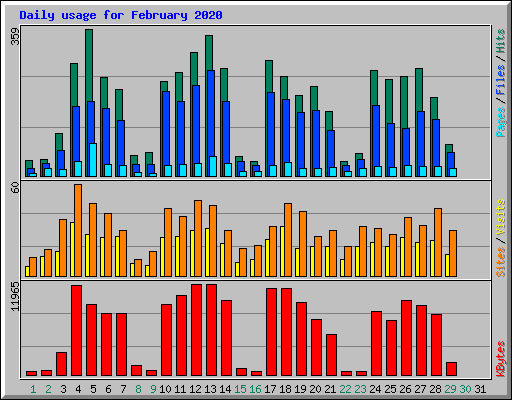 Daily usage for February 2020
359
Pages / Files / Hits
60
Sites / Visits
11965
KBytes
1 2 3 4 5 6 7 8 9 10 11 12 13 14 15 16 17 18 19 20 21 22 23 24 25 26 27 28 29 30 31